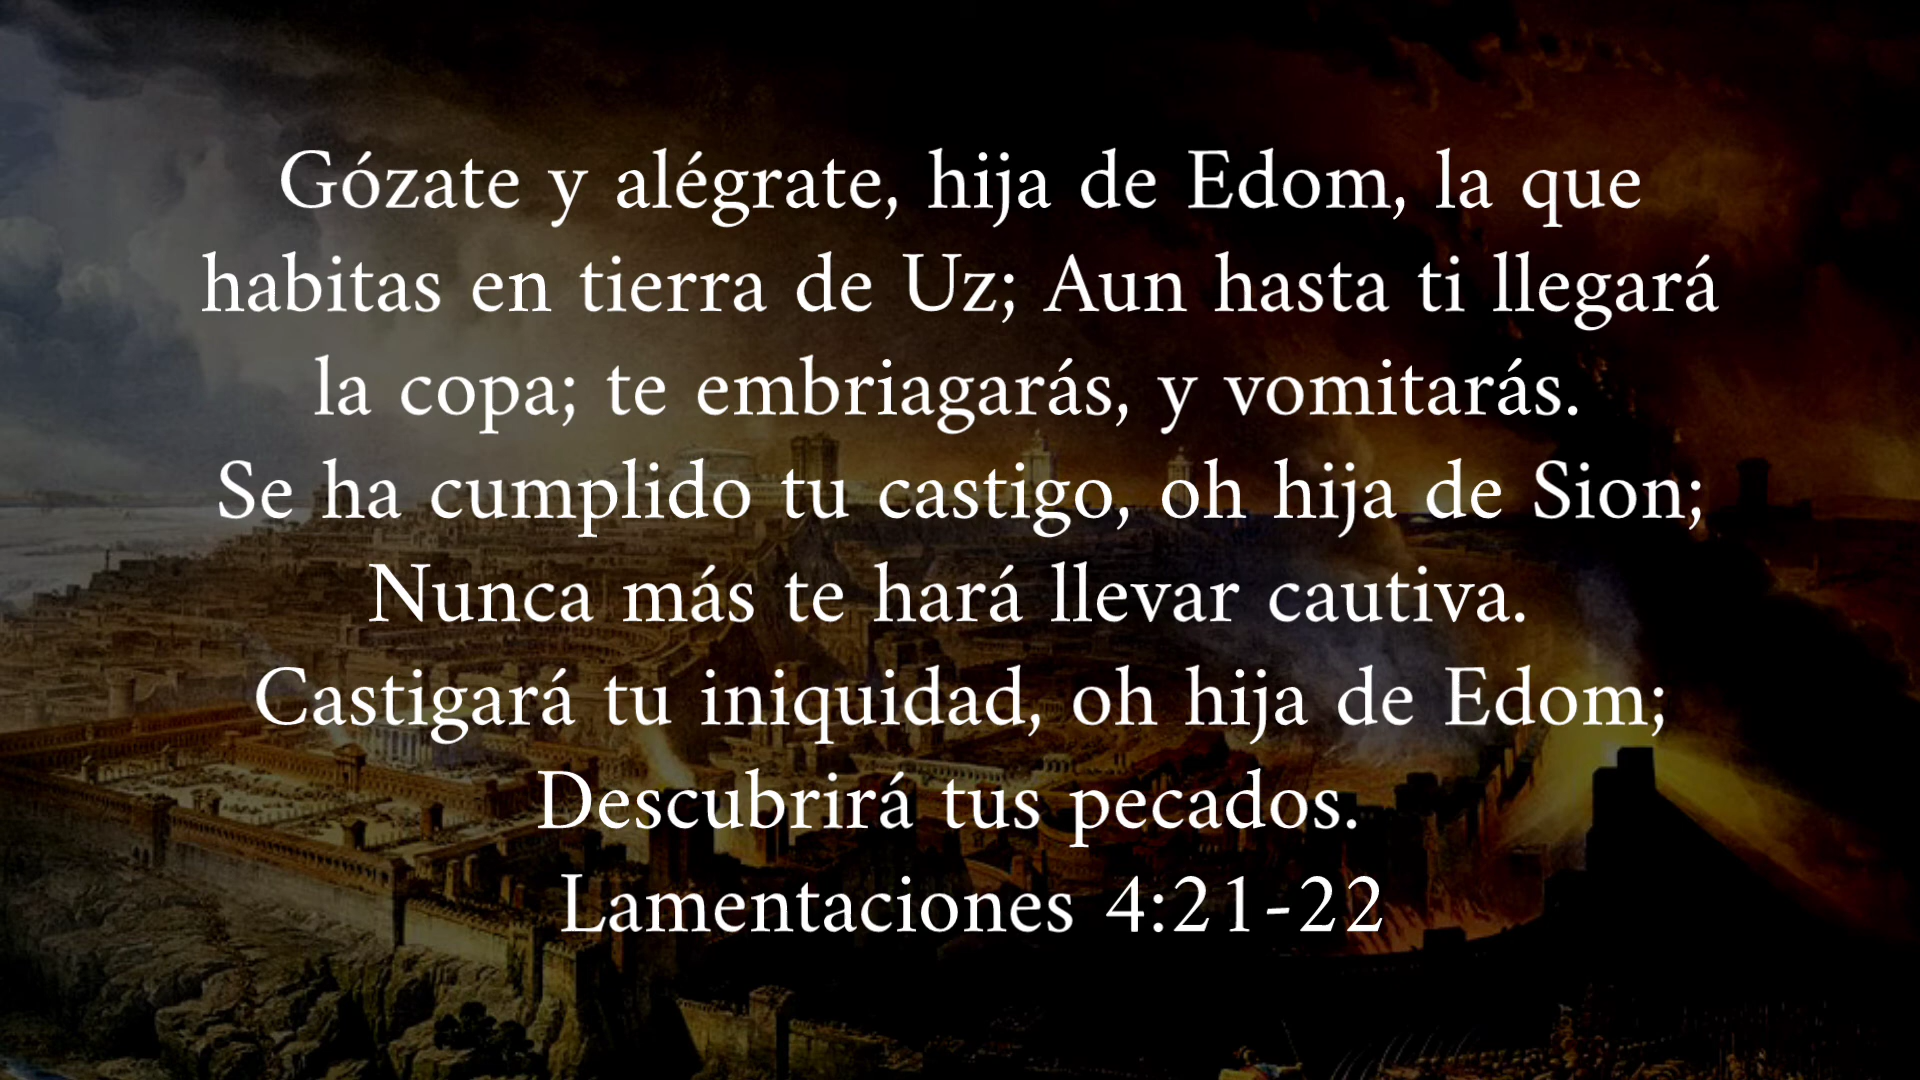 Gózate y alégrate, hija de Edom, la que
habitas en tierra de Uz; Aun hasta ti llegará
la copa; te embriagarás, y vomitarás.
Se ha cumplido tu castigo, oh hija de Sion;
Nunca más te hará llevar cautiva.
Castigará tu iniquidad, oh hija de Edom;
Descubrirá tus pecados.
Lamentaciones 4:21-22